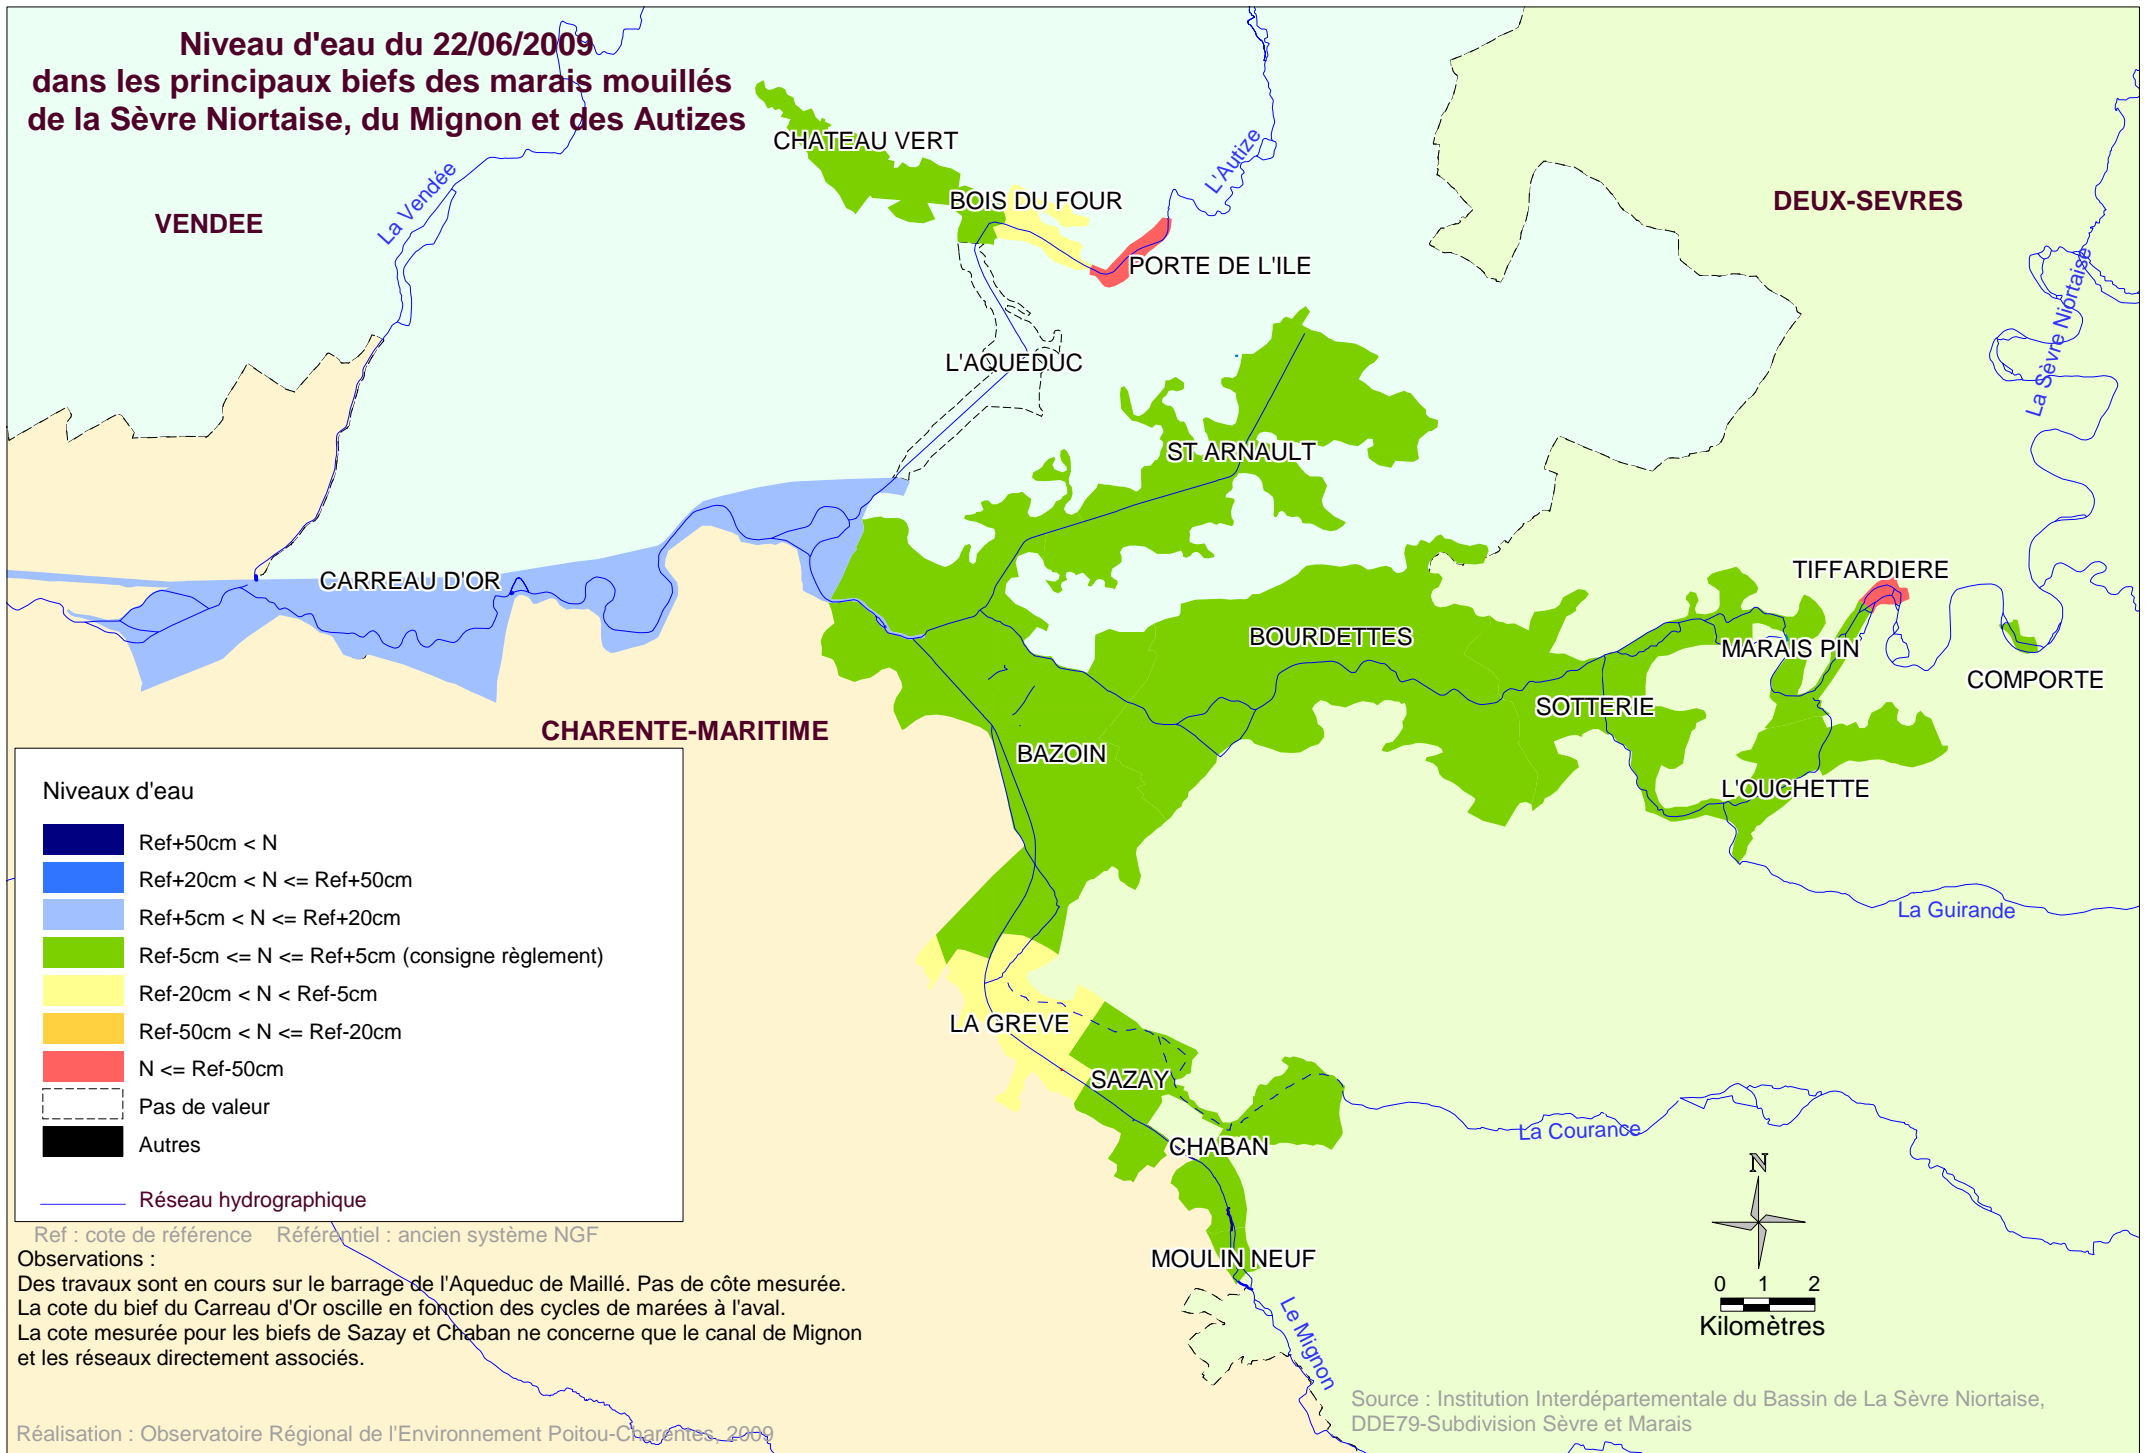 Niveau d'eau du 22/06/2009
dans les principaux biefs des marais mouillés
de la Sèvre Niortaise, du Mignon et des Autizes
VENDEE
La Vendée
CHATEAU VERT
BOIS DU FOUR
L'Autize
PORTE DE L'ILE
DEUX-SEVRES
La Sèvre Niortaise
L'AQUEDUC
ST ARNAULT
CARREAU D'OR
TIFFARDIERE
BOURDETTES
MARAIS PIN
COMPORTE
SOTTERIE
CHARENTE-MARITIME
BAZOIN
L'OUCHETTE
La Guirande
LA GREVE
SAZAY
CHABAN
La Courance
MOULIN NEUF
Le Mignon
Niveaux d'eau
Ref+50cm < N
Ref+20cm < N <= Ref+50cm
Ref+5cm < N <= Ref+20cm
Ref-5cm <= N <= Ref+5cm (consigne règlement)
Ref-20cm < N < Ref-5cm
Ref-50cm < N <= Ref-20cm
N <= Ref-50cm
Pas de valeur
Autres
Réseau hydrographique
Ref : cote de référence Référentiel : ancien système NGF
Observations :
Des travaux sont en cours sur le barrage de l'Aqueduc de Maillé. Pas de côte mesurée.
La cote du bief du Carreau d'Or oscille en fonction des cycles de marées à l'aval.
La cote mesurée pour les biefs de Sazay et Chaban ne concerne que le canal de Mignon
et les réseaux directement associés.
N
0 1 2
Kilomètres
Source : Institution Interdépartementale du Bassin de La Sèvre Niortaise,
DDE79-Subdivision Sèvre et Marais
Réalisation : Observatoire Régional de l'Environnement Poitou-Charentes, 2009